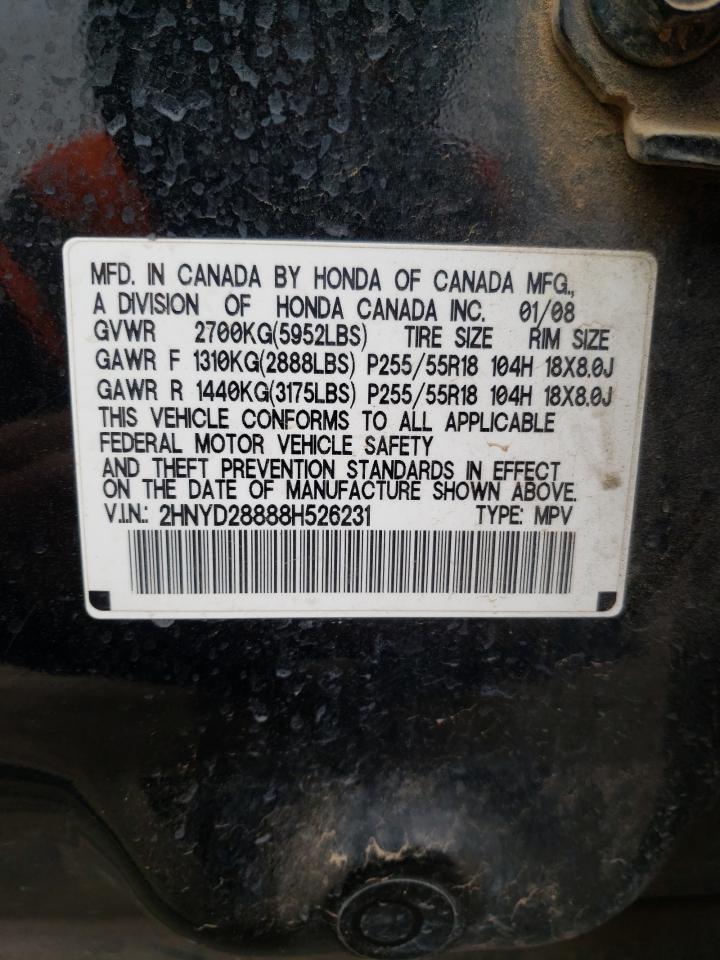 MFD. IN CANADA BY HONDA OF CANADA MFG.,
A DIVISION OF HONDA CANADA INC. 01/08
GVWR 2700KG(5952LBS) TIRE SIZE RIM SIZE
GAWR F 1310KG(2888LBS) P255/55R18 104H 18X8.0J
GAWR R 1440KG(3175LBS) P255/55R18 104H 18X8.0J
THIS VEHICLE CONFORMS TO ALL APPLICABLE
FEDERAL MOTOR VEHICLE SAFETY
AND THEFT PREVENTION STANDARDS IN EFFECT
ON THE DATE OF MANUFACTURE SHOWN ABOVE.
V.I.N.: 2HNYD28888H526231 TYPE: MPV